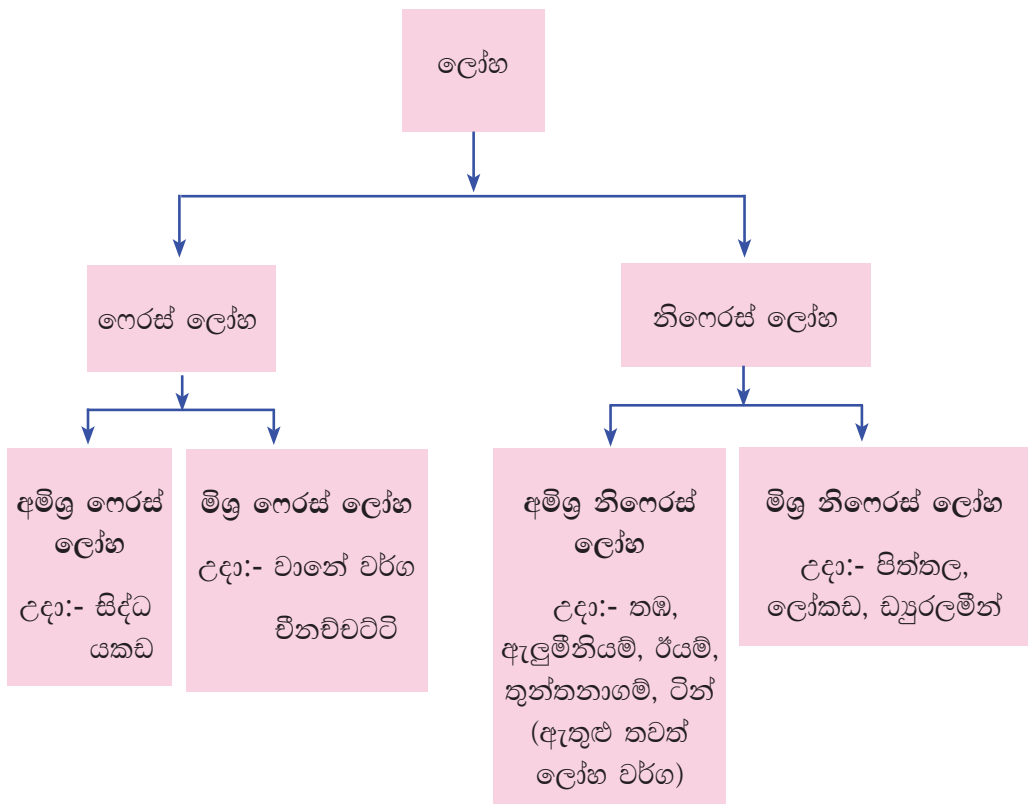 ලෝහ
ෆෙරස් ලෝහ
නිෆෙරස් ලෝහ
අමිශ්‍ර ෆෙරස්
ලෝහ
උදා:- සිද්ධ
යකඩ
මිශ්‍ර ෆෙරස් ලෝහ
උදා:- වානේ වර්ග
චීනච්චට්ටි
අමිශ්‍ර නිෆෙරස්
ලෝහ
උදා:- තඹ,
ඇලුමීනියම්, ඊයම්,
තුන්තනාගම්, ටින්
(ඇතුළු තවත්
ලෝහ වර්ග)
මිශ්‍ර නිෆෙරස් ලෝහ
උදා:- පිත්තල,
ලෝකඩ, ඩ්‍යුරලමීන්